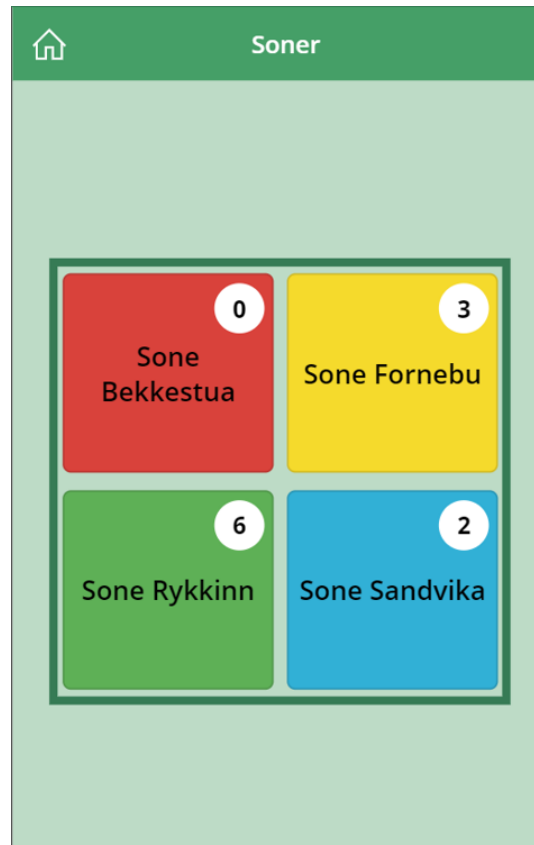 Soner
0
Sone
Bekkestua
3
Sone Fornebu
6
Sone Rykkinn
2
Sone Sandvika